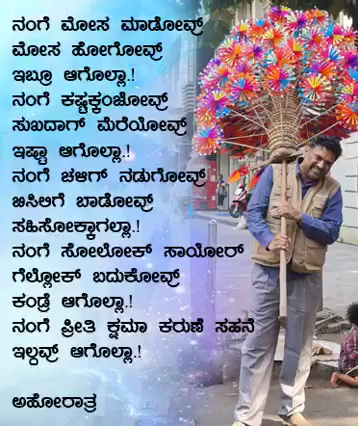 ನಂಗೆ ಮೋಸ ಮಾಡೋವ್ರು
ಮೋಸ ಹೋಗೋವ್ರು
ಇಬ್ರೂ ಆಗೊಲ್ಲಾ.!
ನಂಗೆ ಕಷ್ಟಕ್ಕಂಜೋವ್ರು
ಸುಖದಾಗ್ ಮೆರೆಯೋವ್ರು
ಇಷ್ಟಾ ಆಗೊಲ್ಲಾ.!
ನಂಗೆ ಚಳಿಗ್ ನಡುಗೋವ್ರು
ಬಿಸಿಲಿಗೆ ಬಾಡೋವ್ರು
ಸಹಿಸೋಕ್ಕಾಗಲ್ಲಾ.!
ನಂಗೆ ಸೋಲೋಕ್ ಸಾಯೋರ್
ಗೆಲ್ಲೋಕ್ ಬದುಕೋವ್ರು
ಕಂಡ್ರೆ ಆಗೊಲ್ಲಾ.!
ನಂಗೆ ಪ್ರೀತಿ ಕ್ಷಮಾ ಕರುಣೆ ಸಹನೆ
ಇಲ್ದವ್ರು ಆಗೊಲ್ಲಾ.!
ಅಹೋರಾತ್ರ